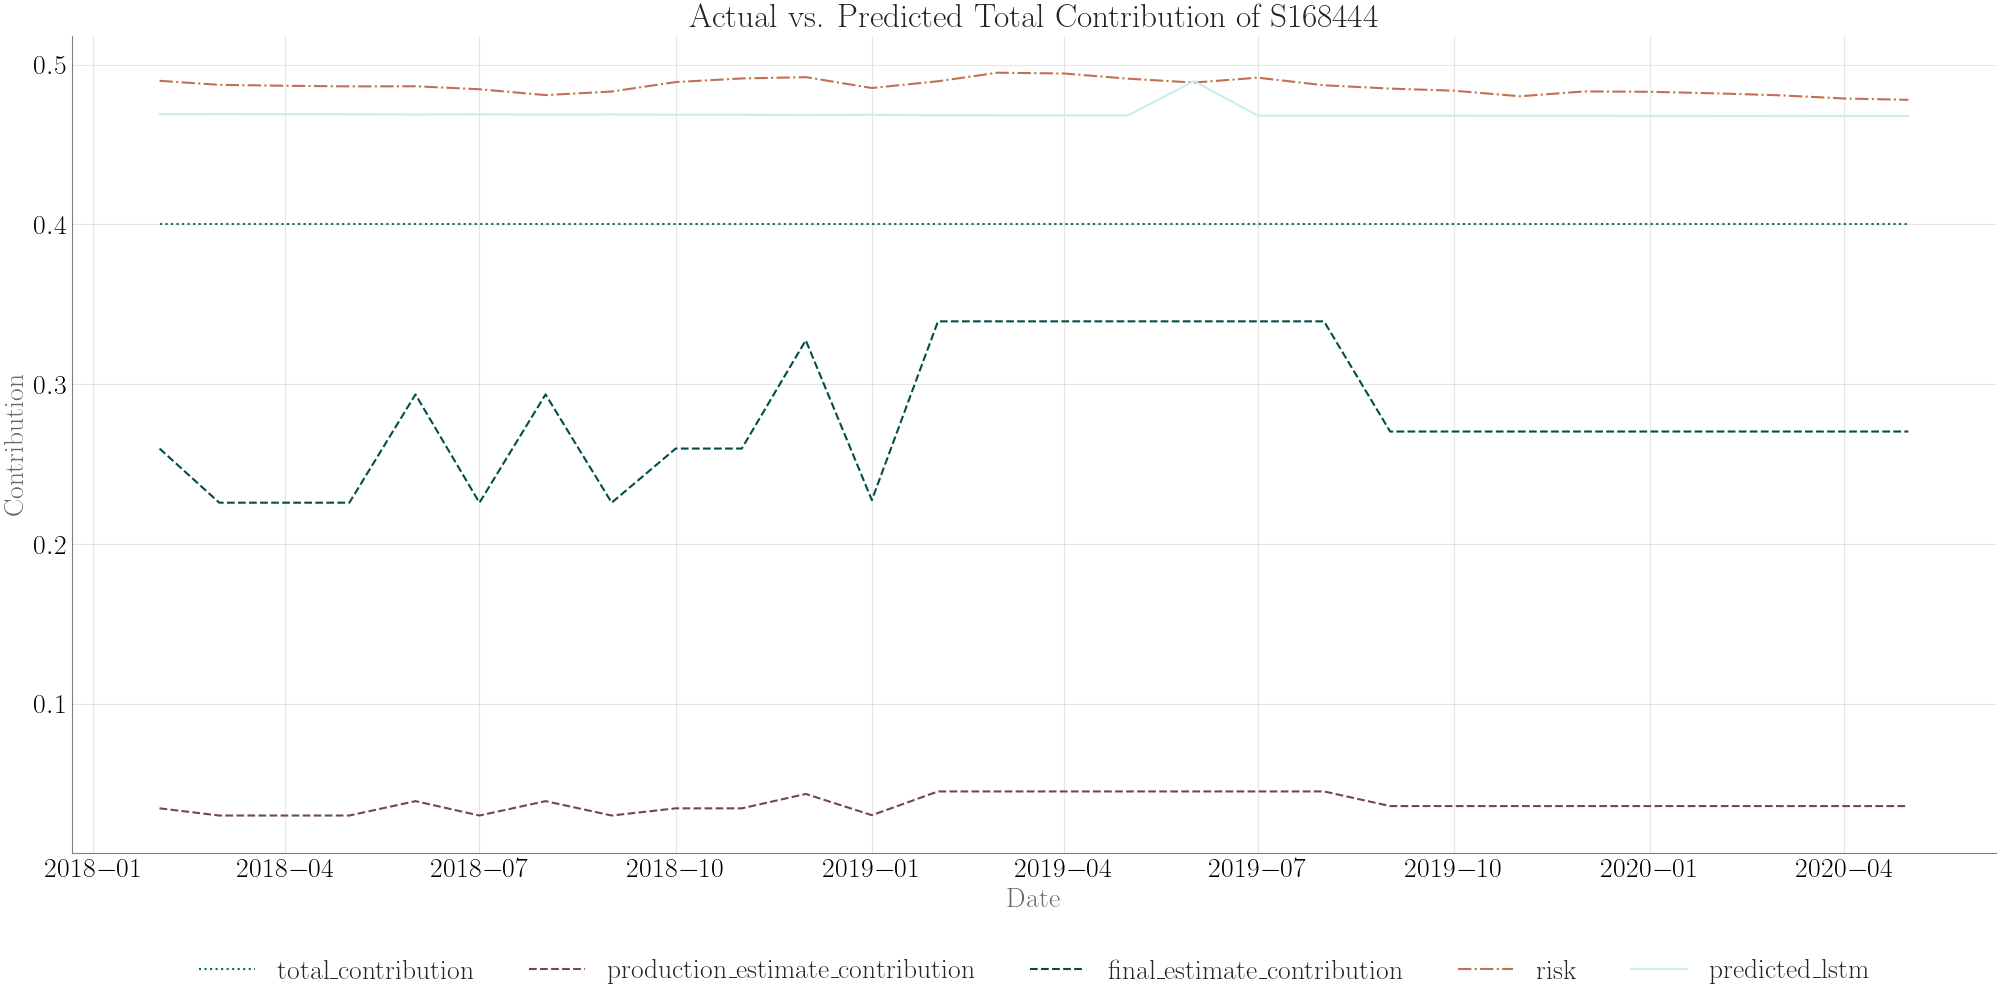 Actual vs. Predicted Total Contribution of S168444
0.5
0.4
0.3
0.2
0.1
Contribution
2018−01 2018−04 2018−07 2018−10 2019−01 2019−04 2019−07 2019−10 2020−01 2020−04
Date
total_contribution production_estimate_contribution final_estimate_contribution risk predicted_lstm